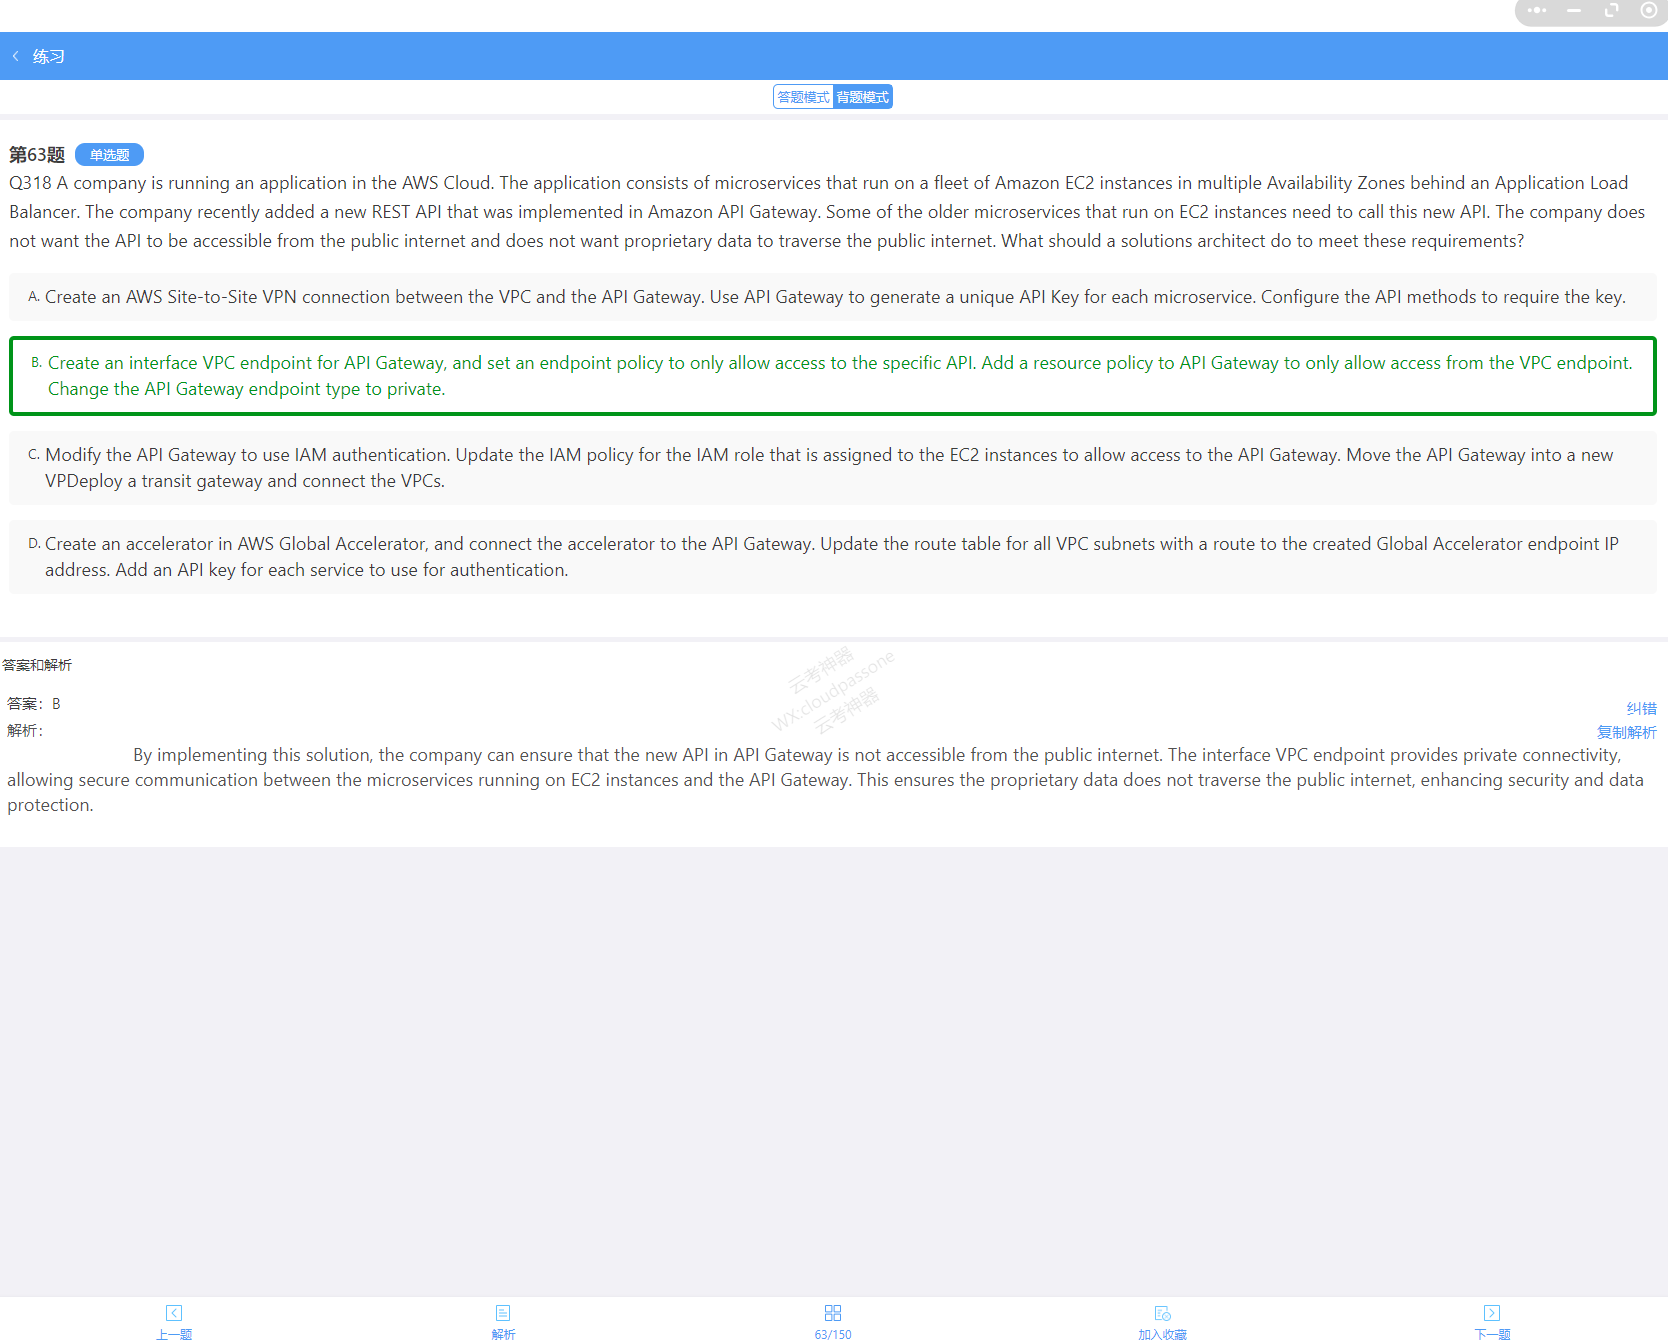 练习
答题模式 背题模式
第63题 单选题
Q318 A company is running an application in the AWS Cloud. The application consists of microservices that run on a fleet of Amazon EC2 instances in multiple Availability Zones behind an Application Load
Balancer. The company recently added a new REST API that was implemented in Amazon API Gateway. Some of the older microservices that run on EC2 instances need to call this new API. The company does
not want the API to be accessible from the public internet and does not want proprietary data to traverse the public internet. What should a solutions architect do to meet these requirements?
A. Create an AWS Site-to-Site VPN connection between the VPC and the API Gateway. Use API Gateway to generate a unique API Key for each microservice. Configure the API methods to require the key.
B. Create an interface VPC endpoint for API Gateway, and set an endpoint policy to only allow access to the specific API. Add a resource policy to API Gateway to only allow access from the VPC endpoint.
Change the API Gateway endpoint type to private.
C. Modify the API Gateway to use IAM authentication. Update the IAM policy for the IAM role that is assigned to the EC2 instances to allow access to the API Gateway. Move the API Gateway into a new
VPDeploy a transit gateway and connect the VPCs.
D. Create an accelerator in AWS Global Accelerator, and connect the accelerator to the API Gateway. Update the route table for all VPC subnets with a route to the created Global Accelerator endpoint IP
address. Add an API key for each service to use for authentication.
答案和解析
云考神器
WX:cloudpassone
云考神器
答案：B
纠错
解析：
复制解析
By implementing this solution, the company can ensure that the new API in API Gateway is not accessible from the public internet. The interface VPC endpoint provides private connectivity,
allowing secure communication between the microservices running on EC2 instances and the API Gateway. This ensures the proprietary data does not traverse the public internet, enhancing security and data
protection.
上一题 解析 63/150 加入收藏 下一题